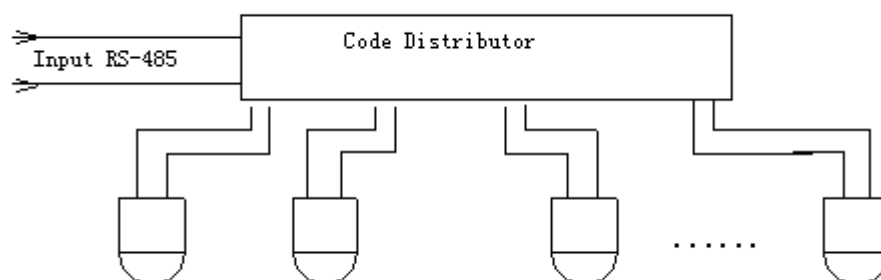 Code Distributor
Input RS-485
......